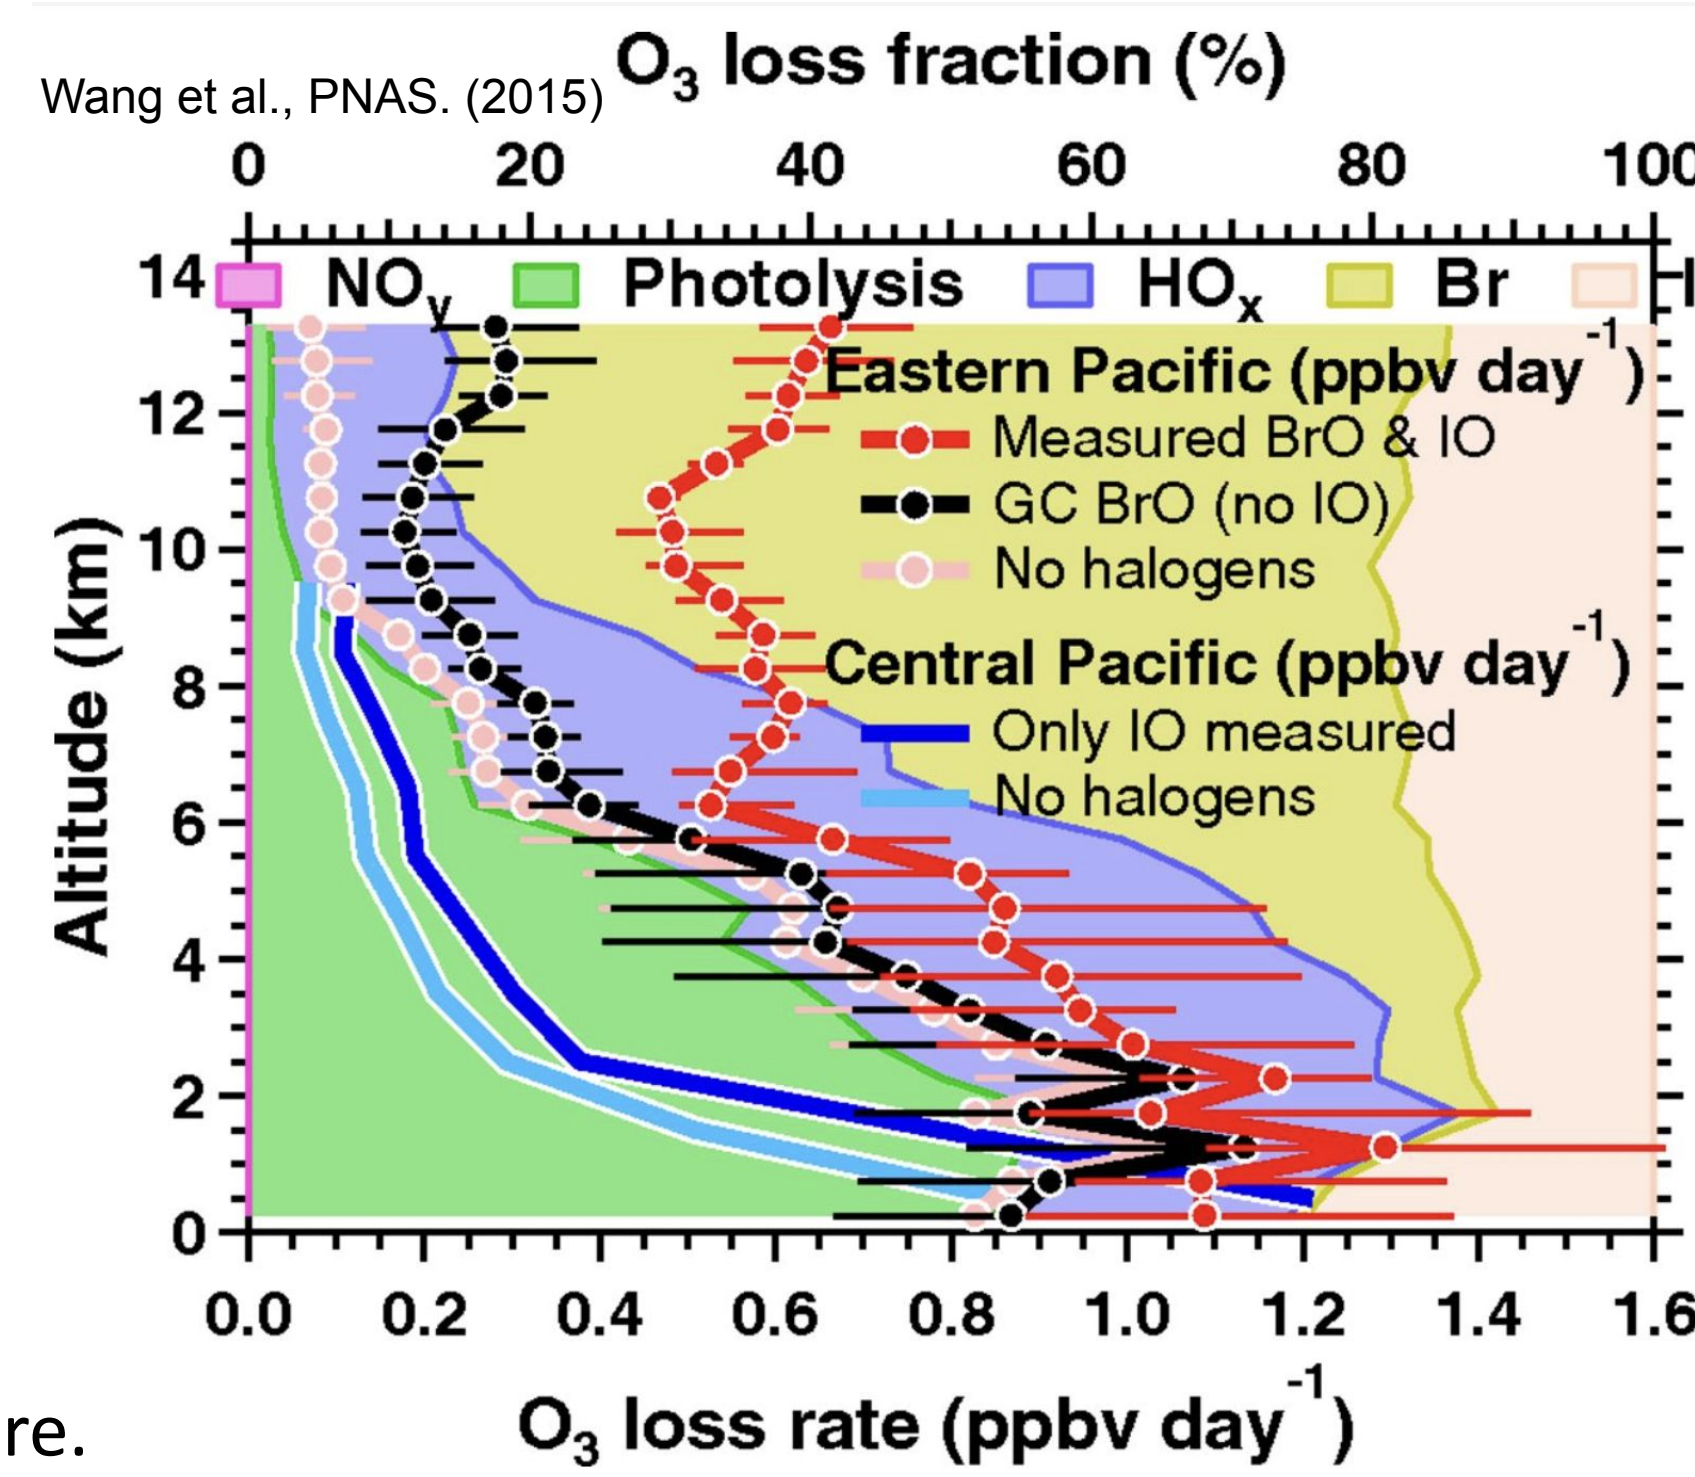 O3 loss fraction (%)
Wang et al., PNAS. (2015)
0 20 40 60 80 100
14
NOy Photolysis HOx Br I
Eastern Pacific (ppbv day-1)
12
Measured BrO & IO
GC BrO (no IO)
10
No halogens
Central Pacific (ppbv day-1)
8
Only IO measured
No halogens
6
4
2
0
Altitude (km)
0.0 0.2 0.4 0.6 0.8 1.0 1.2 1.4 1.6
O3 loss rate (ppbv day-1)
re.